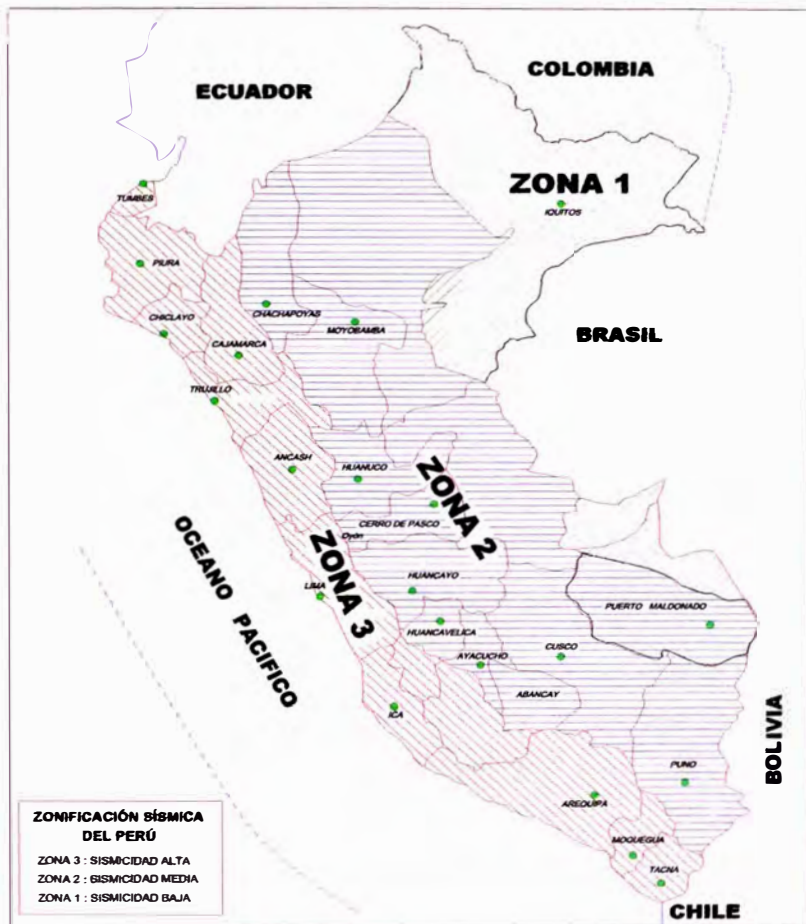 COLOMBIA
ECUADOR
ZONA 1
IQUITOS
TUMBES
PIURA
CHACHAPOYAS
MOYOBAMBA
CHICLAYO
BRASIL
CAJAMARCA
TRUJILLO
ANCASH
HUANUCO
ZONA 2
CERRO DE PASCO
Oyón
ZONA 3
OCEANO PACIFICO
HUANCAYO
LIMA
PUERTO MALDONADO
HUANCAVELICA
CUSCO
AYACUCHO
ABANCAY
ICA
BOLIVIA
PUNO
AREQUIPA
MOQUEGUA
TACNA
CHILE
ZONIFICACIÓN SÍSMICA
DEL PERÚ
ZONA 3 : SISMICIDAD ALTA
ZONA 2 : SISMICIDAD MEDIA
ZONA 1 : SISMICIDAD BAJA